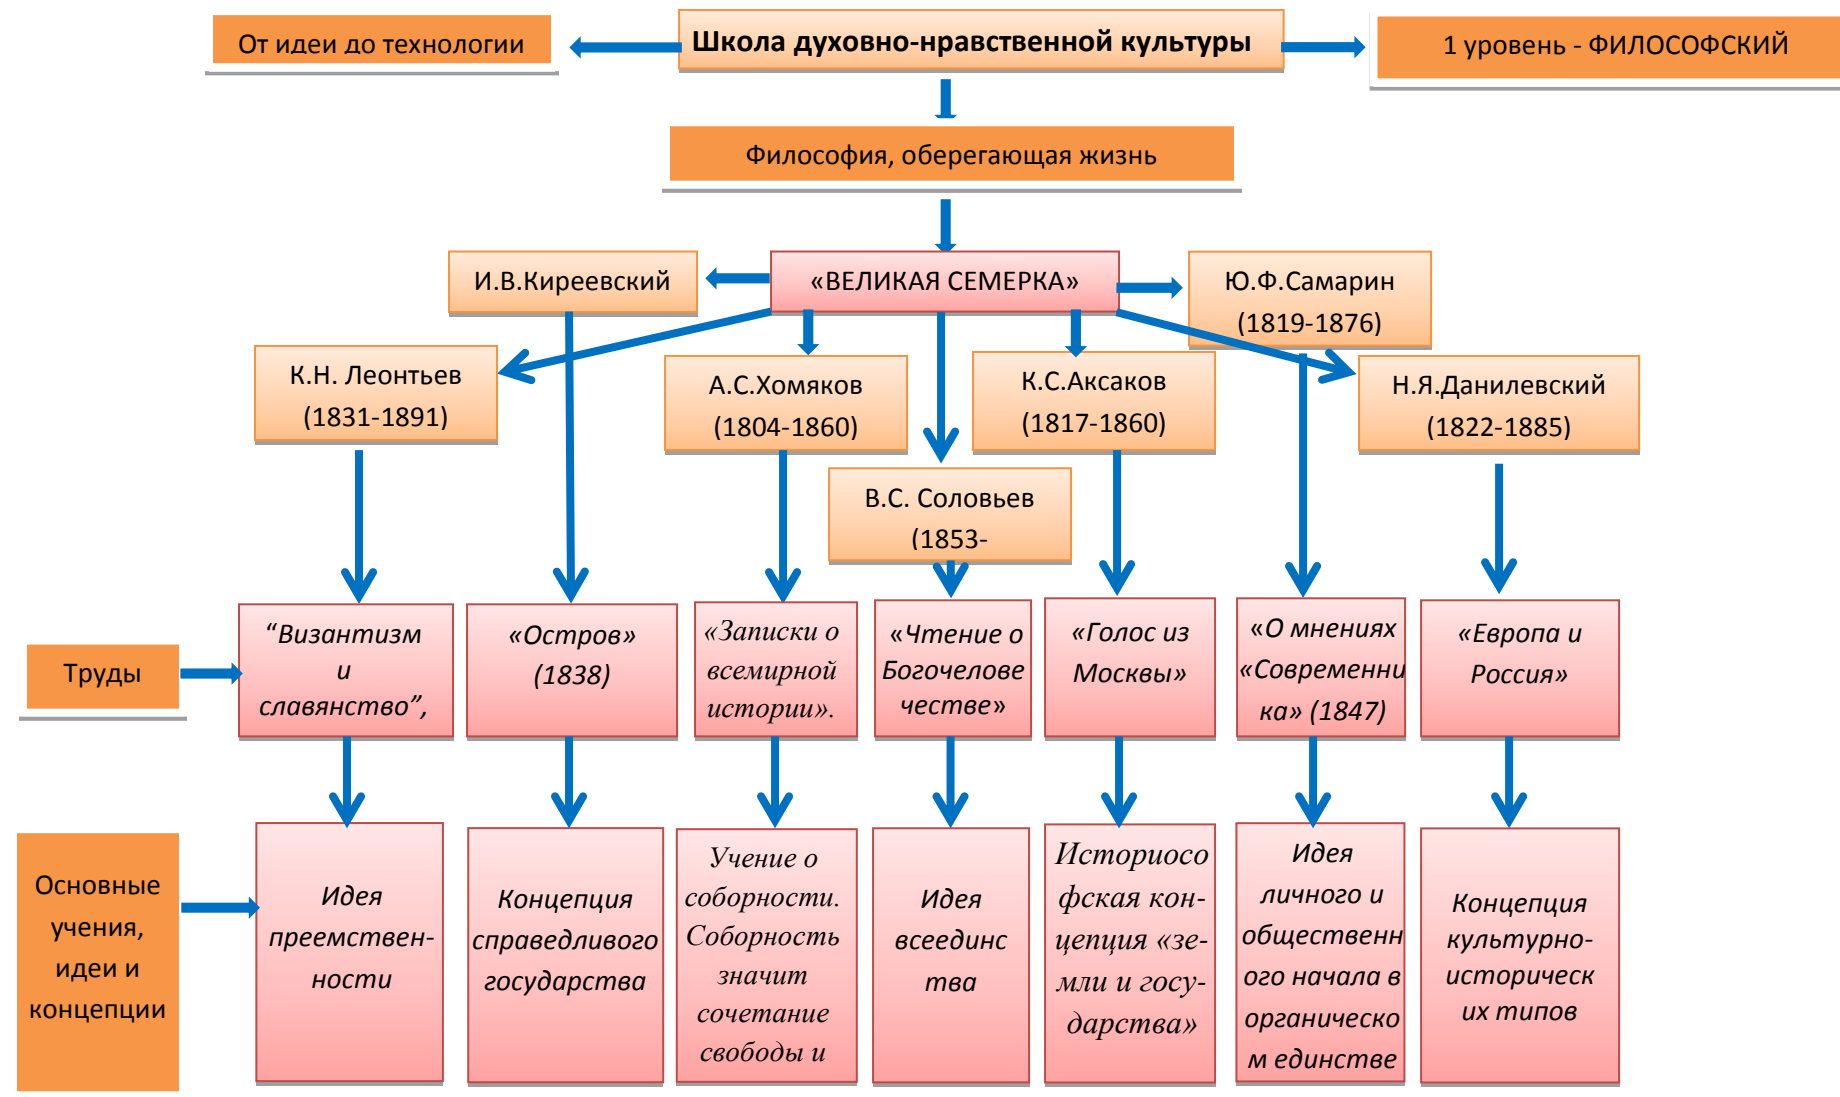 От идеи до технологии
Школа духовно-нравственной культуры
1 уровень - ФИЛОСОФСКИЙ
Философия, оберегающая жизнь
И.В.Киреевский
«ВЕЛИКАЯ СЕМЕРКА»
Ю.Ф.Самарин
(1819-1876)
К.Н. Леонтьев
(1831-1891)
А.С.Хомяков
(1804-1860)
К.С.Аксаков
(1817-1860)
Н.Я.Данилевский
(1822-1885)
В.С. Соловьев
(1853-
Труды
“Византизм
и
славянство”,
«Остров»
(1838)
«Записки о
всемирной
истории».
«Чтение о
Богочелове
честве»
«Голос из
Москвы»
«О мнениях
«Современни
ка» (1847)
«Европа и
Россия»
Основные
учения,
идеи и
концепции
Идея
преемствен-
ности
Концепция
справедливого
государства
Учение о
соборности.
Соборность
значит
сочетание
свободы и
Идея
всеединс
тва
Историосо
фская кон-
цепция «зе-
мли и госу-
дарства»
Идея
личного и
общественн
ого начала в
органическо
м единстве
Концепция
культурно-
историческ
их типов